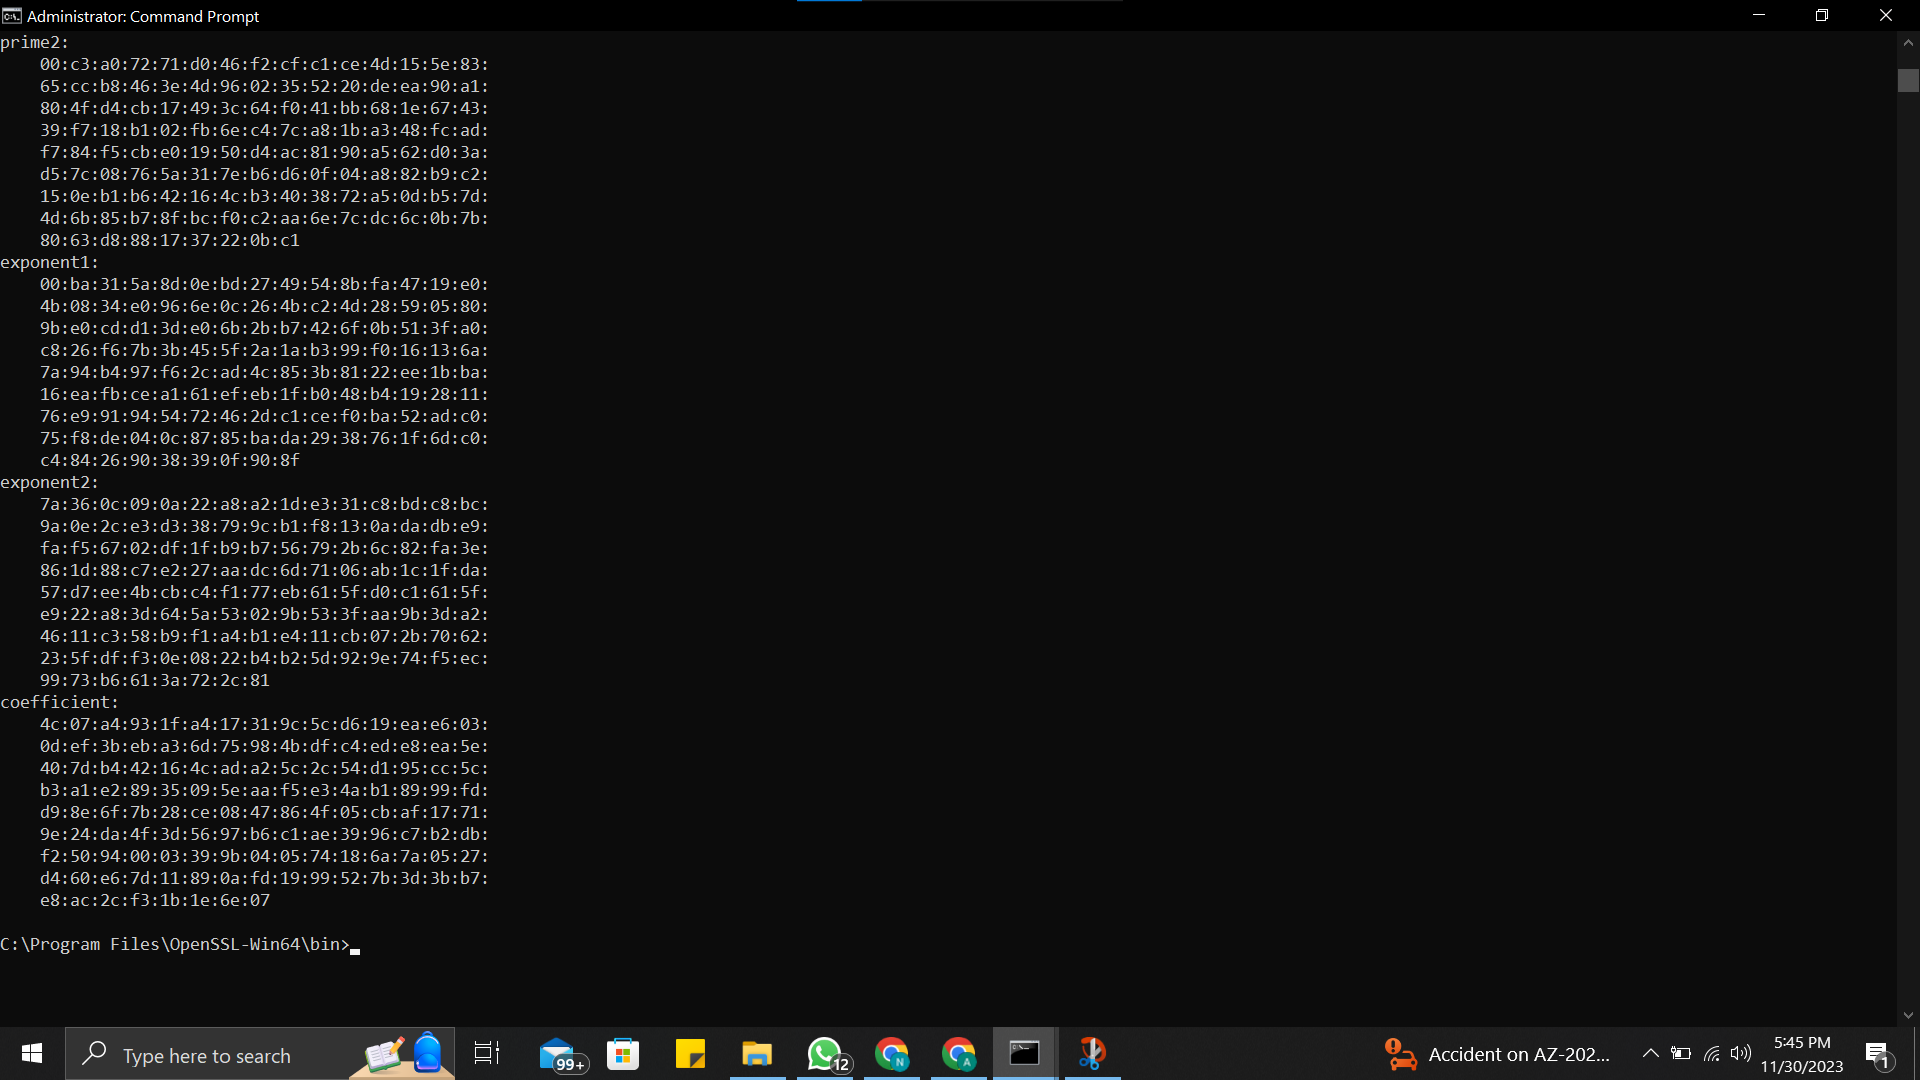 Administrator: Command Prompt
prime2:
00:c3:a0:72:71:d0:46:f2:cf:c1:ce:4d:15:5e:83:
65:cc:b8:46:3e:4d:96:02:35:52:20:de:ea:90:a1:
80:4f:d4:cb:17:49:3c:64:f0:41:bb:68:1e:67:43:
39:f7:18:b1:02:fb:6e:c4:7c:a8:1b:a3:48:fc:ad:
f7:84:f5:cb:e0:19:50:d4:ac:81:90:a5:62:d0:3a:
d5:7c:08:76:5a:31:7e:b6:d6:0f:04:a8:82:b9:c2:
15:0e:b1:b6:42:16:4c:b3:40:38:72:a5:0d:b5:7d:
4d:6b:85:b7:8f:bc:f0:c2:aa:6e:7c:dc:6c:0b:7b:
80:63:d8:88:17:37:22:0b:c1
exponent1:
00:ba:31:5a:8d:0e:bd:27:49:54:8b:fa:47:19:e0:
4b:08:34:e0:96:6e:0c:26:4b:c2:4d:28:59:05:80:
9b:e0:cd:d1:3d:e0:6b:2b:b7:42:6f:0b:51:3f:a0:
c8:26:f6:7b:3b:45:5f:2a:1a:b3:99:f0:16:13:6a:
7a:94:b4:97:f6:2c:ad:4c:85:3b:81:22:ee:1b:ba:
16:ea:fb:ce:a1:61:ef:eb:1f:b0:48:b4:19:28:11:
76:e9:91:94:54:72:46:2d:c1:ce:f0:ba:52:ad:c0:
75:f8:de:04:0c:87:85:ba:da:29:38:76:1f:6d:c0:
c4:84:26:90:38:39:0f:90:8f
exponent2:
7a:36:0c:09:0a:22:a8:a2:1d:e3:31:c8:bd:c8:bc:
9a:0e:2c:e3:d3:38:79:9c:b1:f8:13:0a:da:db:e9:
fa:f5:67:02:df:1f:b9:b7:56:79:2b:6c:82:fa:3e:
86:1d:88:c7:e2:27:aa:dc:6d:71:06:ab:1c:1f:da:
57:d7:ee:4b:cb:c4:f1:77:eb:61:5f:d0:c1:61:5f:
e9:22:a8:3d:64:5a:53:02:9b:53:3f:aa:9b:3d:a2:
46:11:c3:58:b9:f1:a4:b1:e4:11:cb:07:2b:70:62:
23:5f:df:f3:0e:08:22:b4:b2:5d:92:9e:74:f5:ec:
99:73:b6:61:3a:72:2c:81
coefficient:
4c:07:a4:93:1f:a4:17:31:9c:5c:d6:19:ea:e6:03:
0d:ef:3b:eb:a3:6d:75:98:4b:df:c4:ed:e8:ea:5e:
40:7d:b4:42:16:4c:ad:a2:5c:2c:54:d1:95:cc:5c:
b3:a1:e2:89:35:09:5e:aa:f5:e3:4a:b1:89:99:fd:
d9:8e:6f:7b:28:ce:08:47:86:4f:05:cb:af:17:71:
9e:24:da:4f:3d:56:97:b6:c1:ae:39:96:c7:b2:db:
f2:50:94:00:03:39:9b:04:05:74:18:6a:7a:05:27:
d4:60:e6:7d:11:89:0a:fd:19:99:52:7b:3d:3b:b7:
e8:ac:2c:f3:1b:1e:6e:07
C:\Program Files\OpenSSL-Win64\bin>
Type here to search
99+
12
N
A
Accident on AZ-202...
5:45 PM
11/30/2023
1